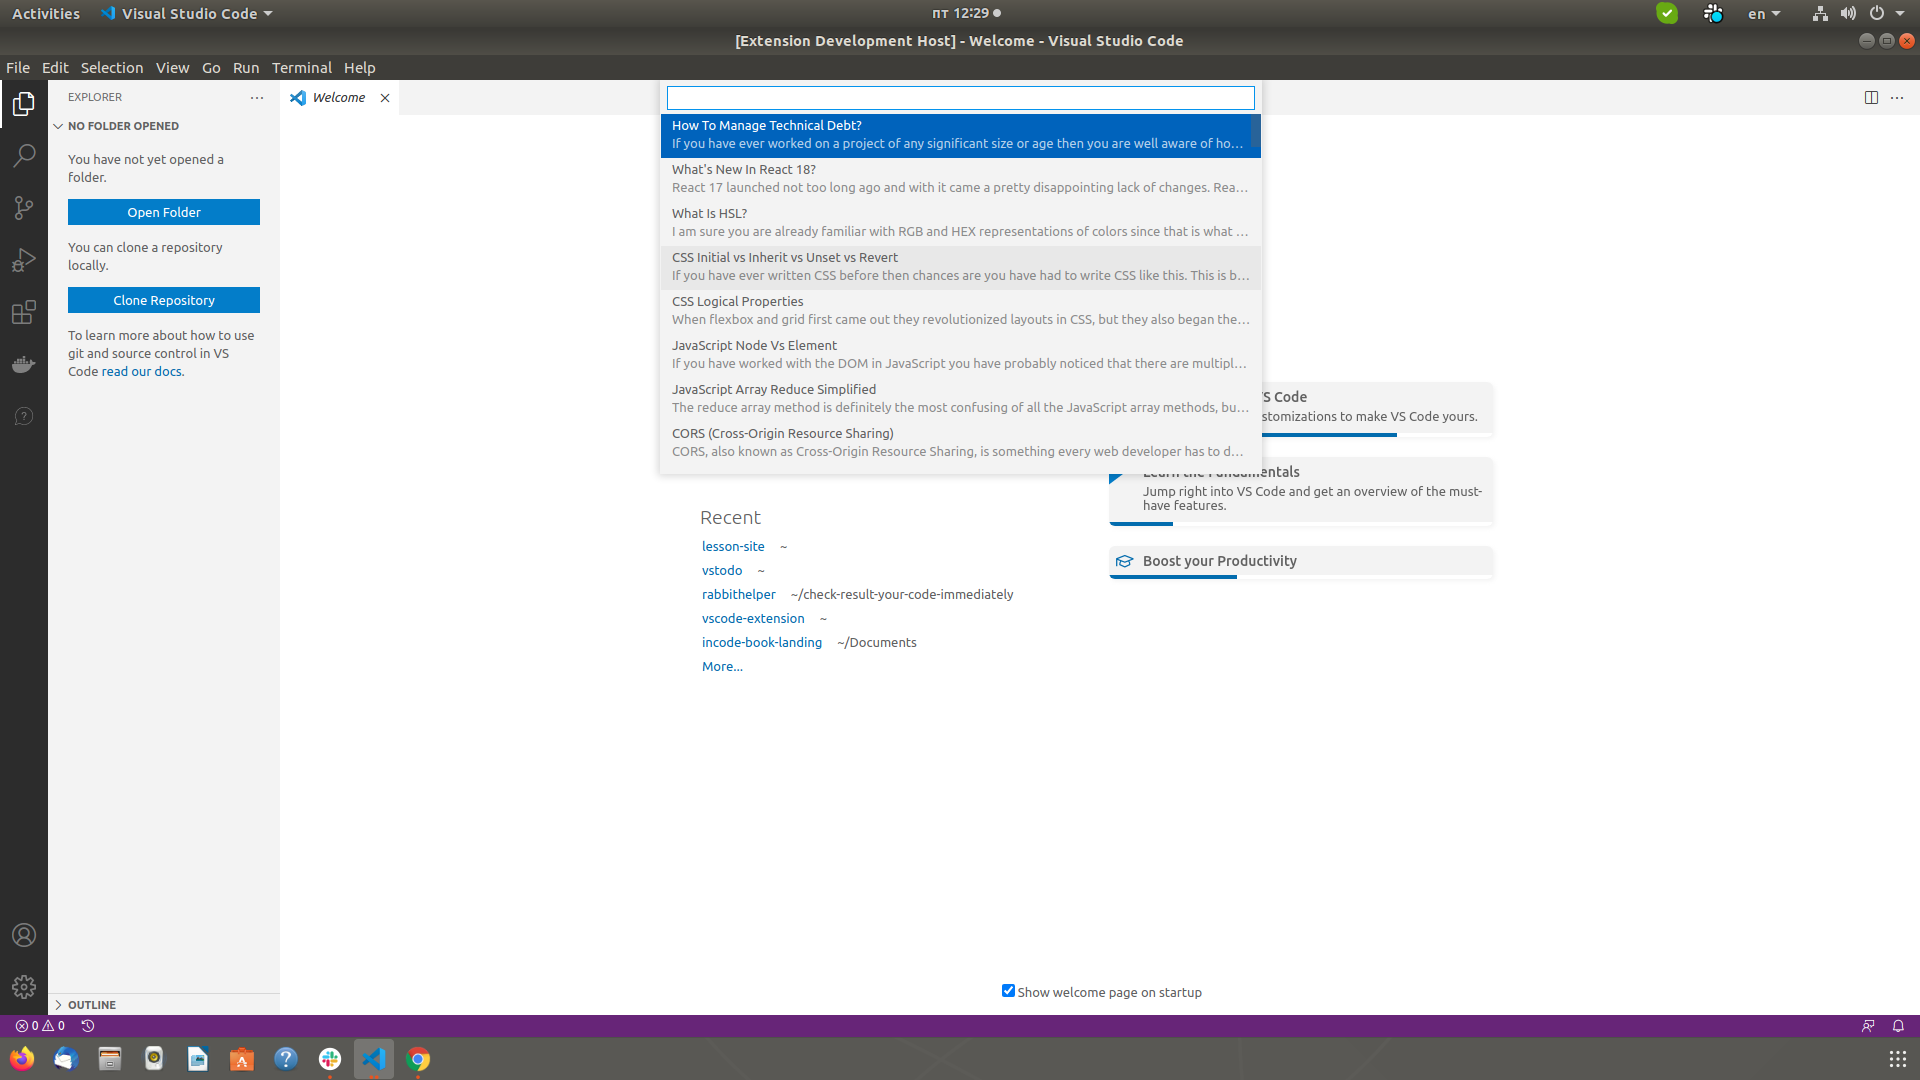 Activities
Visual Studio Code
пт 12:29
en
[Extension Development Host] - Welcome - Visual Studio Code
File Edit Selection View Go Run Terminal Help
EXPLORER
Welcome
NO FOLDER OPENED
You have not yet opened a
folder.
Open Folder
You can clone a repository
locally.
Clone Repository
To learn more about how to use
git and source control in VS
Code read our docs.
OUTLINE
How To Manage Technical Debt?
If you have ever worked on a project of any significant size or age then you are well aware of ho...
What's New In React 18?
React 17 launched not too long ago and with it came a pretty disappointing lack of changes. Rea...
What Is HSL?
I am sure you are already familiar with RGB and HEX representations of colors since that is what ...
CSS Initial vs Inherit vs Unset vs Revert
If you have ever written CSS before then chances are you have had to write CSS like this. This is b...
CSS Logical Properties
When flexbox and grid first came out they revolutionized layouts in CSS, but they also began the...
JavaScript Node Vs Element
If you have worked with the DOM in JavaScript you have probably noticed that there are multipl...
JavaScript Array Reduce Simplified
The reduce array method is definitely the most confusing of all the JavaScript array methods, bu...
CORS (Cross-Origin Resource Sharing)
CORS, also known as Cross-Origin Resource Sharing, is something every web developer has to d...
Recent
lesson-site ~
vstodo ~
rabbithelper ~/check-result-your-code-immediately
vscode-extension ~
incode-book-landing ~/Documents
More...
VS Code
stomizations to make VS Code yours.
Learn the Fundamentals
Jump right into VS Code and get an overview of the must-
have features.
Boost your Productivity
Show welcome page on startup
0 0